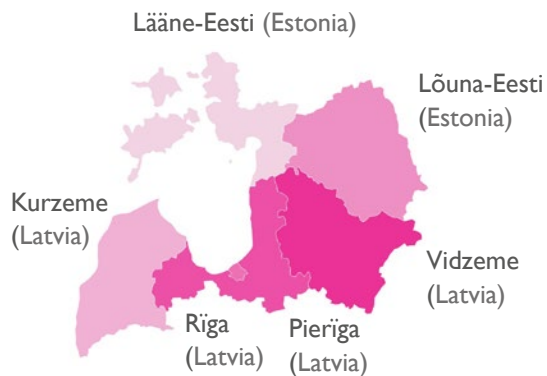 Lääne-Eesti (Estonia)
Lõuna-Eesti
(Estonia)
Kurzeme
(Latvia)
Vidzeme
(Latvia)
Rïga
(Latvia)
Pierïga
(Latvia)